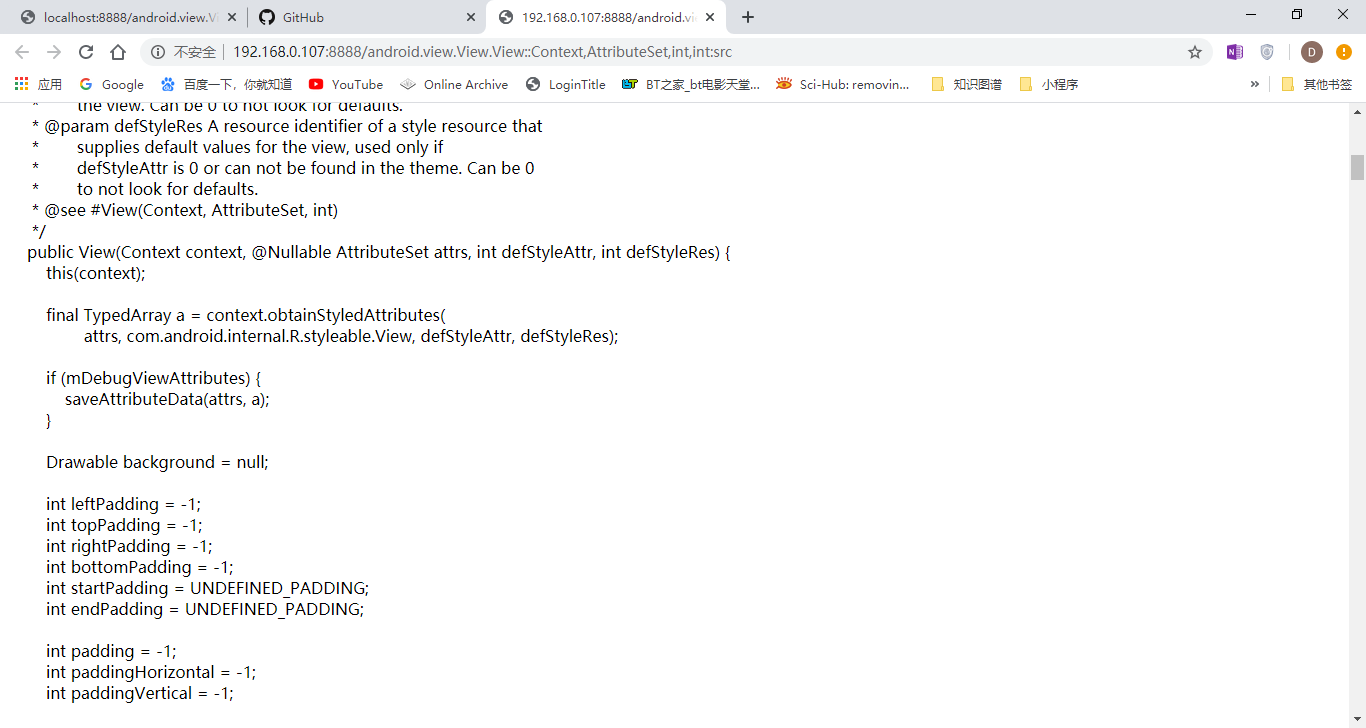 localhost:8888/android.view.Vi
GitHub
192.168.0.107:8888/android.vie
不安全
192.168.0.107:8888/android.view.View.View::Context,AttributeSet,int,int:src
D
应用
Google
百度一下，你就知道
YouTube
Online Archive
LoginTitle
BT之家_bt电影天堂...
Sci-Hub: removin...
知识图谱
小程序
»
其他书签
* the view. Can be 0 to not look for defaults.
* @param defStyleRes A resource identifier of a style resource that
* supplies default values for the view, used only if
* defStyleAttr is 0 or can not be found in the theme. Can be 0
* to not look for defaults.
* @see #View(Context, AttributeSet, int)
*/
public View(Context context, @Nullable AttributeSet attrs, int defStyleAttr, int defStyleRes) {
this(context);
final TypedArray a = context.obtainStyledAttributes(
attrs, com.android.internal.R.styleable.View, defStyleAttr, defStyleRes);
if (mDebugViewAttributes) {
saveAttributeData(attrs, a);
}
Drawable background = null;
int leftPadding = -1;
int topPadding = -1;
int rightPadding = -1;
int bottomPadding = -1;
int startPadding = UNDEFINED_PADDING;
int endPadding = UNDEFINED_PADDING;
int padding = -1;
int paddingHorizontal = -1;
int paddingVertical = -1;